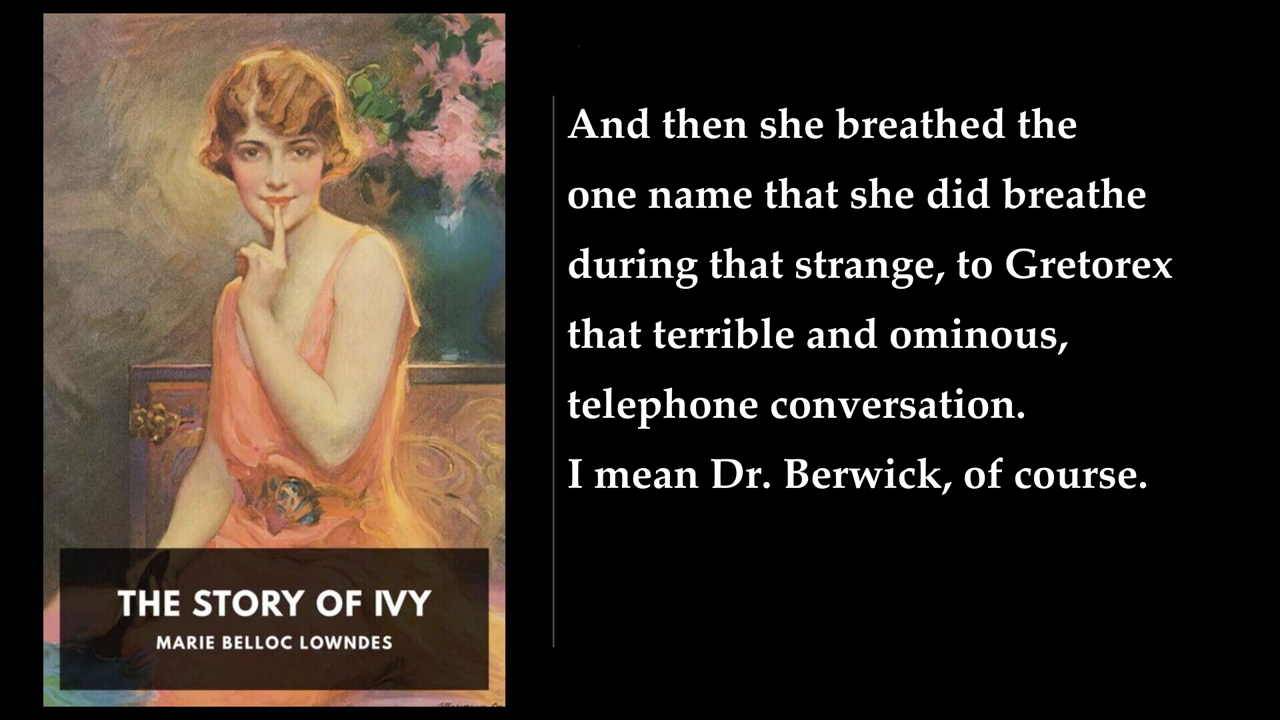 And then she breathed the
one name that she did breathe
during that strange, to Gretorex
that terrible and ominous,
telephone conversation.
I mean Dr. Berwick, of course.
THE STORY OF IVY
MARIE BELLOC LOWNDES